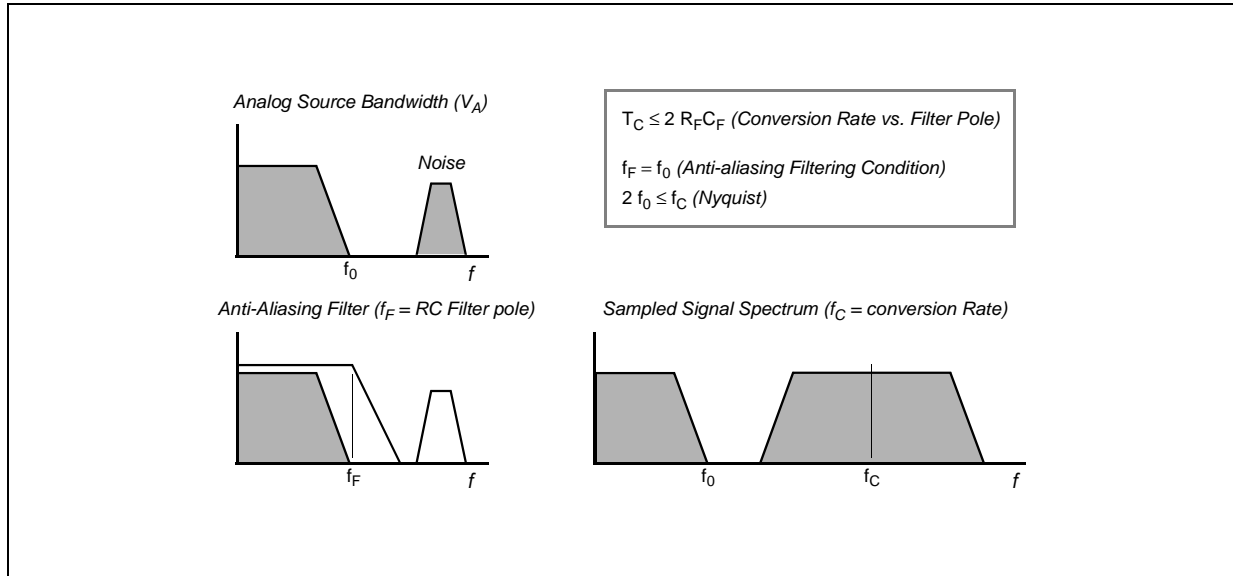 Analog Source Bandwidth (VA)
Noise
f0
f
TC ≤ 2 RFCF (Conversion Rate vs. Filter Pole)
fF = f0 (Anti-aliasing Filtering Condition)
2 f0 ≤ fC (Nyquist)
Anti-Aliasing Filter (fF = RC Filter pole)
fF
f
Sampled Signal Spectrum (fC = conversion Rate)
f0
fC
f